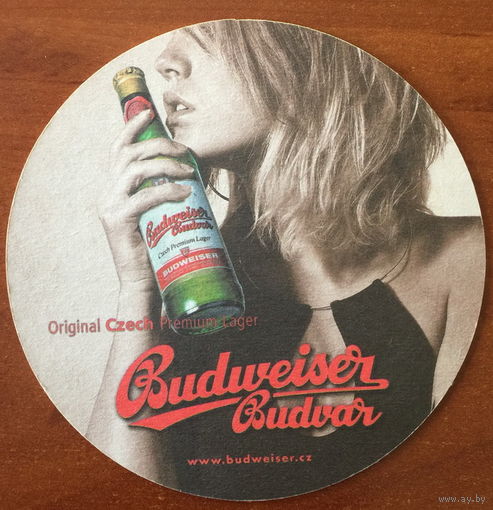 Budweiser
Budvar
Czech Premium Lager
BUDWEISER
Original Czech Premium Lager
Budweiser
Budvar
www.budweiser.cz
www.ay.by